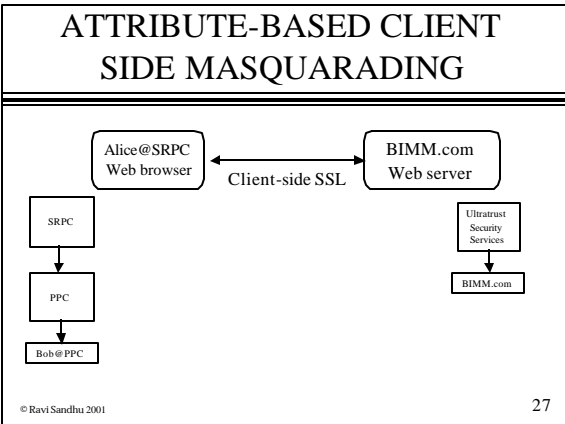 ATTRIBUTE-BASED CLIENT
SIDE MASQUARADING
Alice@SRPC
Web browser
Client-side SSL
BIMM.com
Web server
SRPC
PPC
Bob@PPC
Ultratrust
Security
Services
BIMM.com
© Ravi Sandhu 2001
27